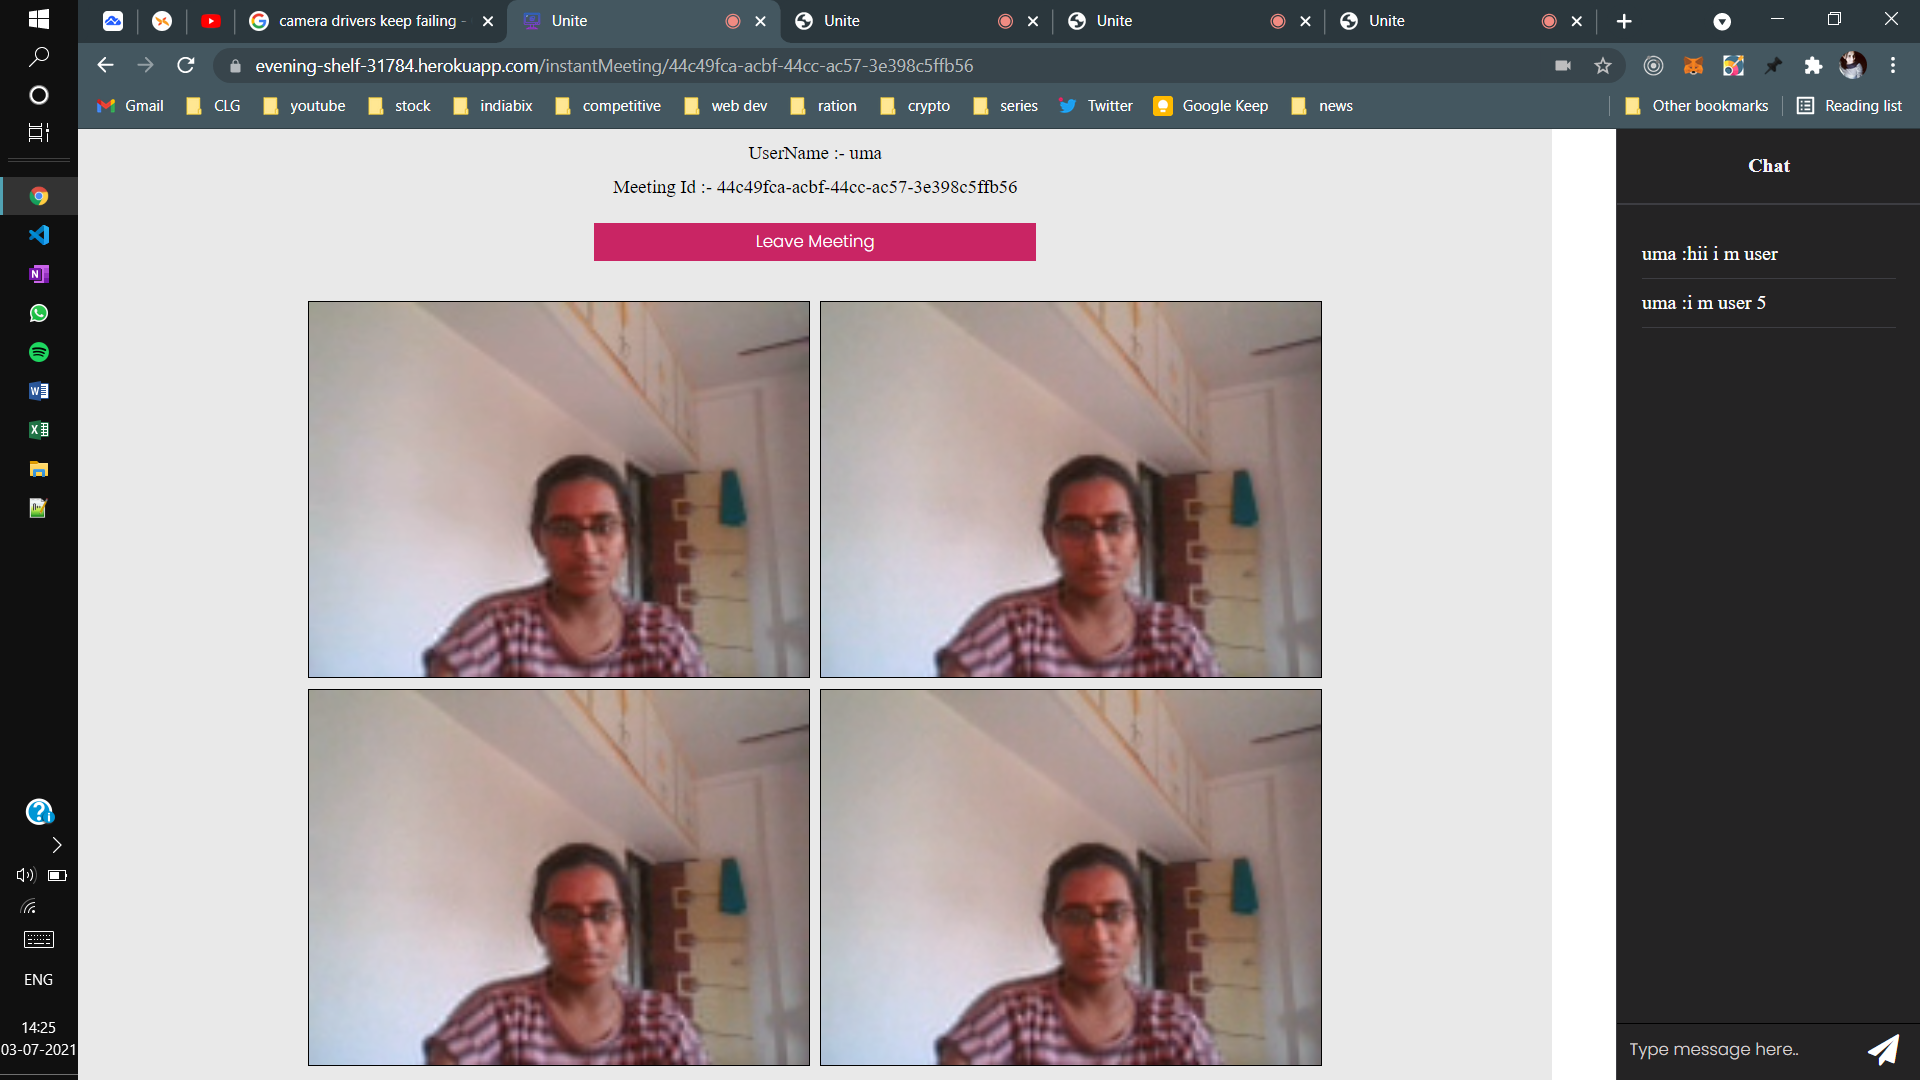 camera drivers keep failing -
Unite
Unite
Unite
Unite
evening-shelf-31784.herokuapp.com/instantMeeting/44c49fca-acbf-44cc-ac57-3e398c5ffb56
Gmail CLG youtube stock indiabix competitive web dev ration crypto series Twitter Google Keep news Other bookmarks Reading list
UserName :- uma
Meeting Id :- 44c49fca-acbf-44cc-ac57-3e398c5ffb56
Leave Meeting
Chat
uma :hii i m user
uma :i m user 5
Type message here..
ENG
14:25
03-07-2021